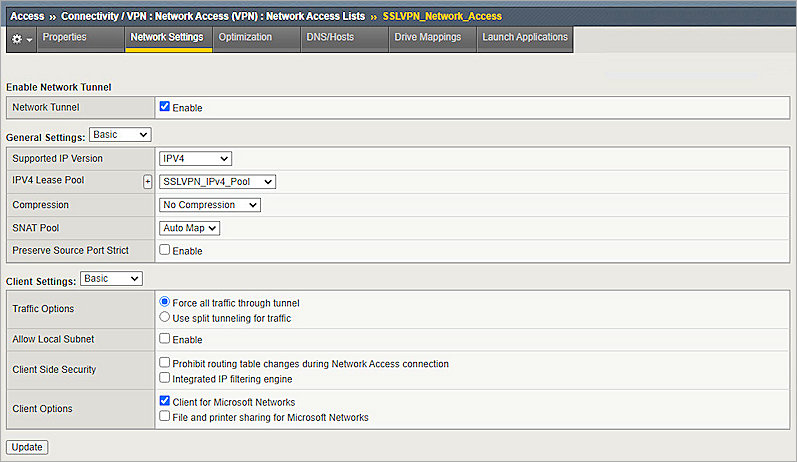 Access ›› Connectivity / VPN : Network Access (VPN) : Network Access Lists ›› SSLVPN_Network_Access
Properties Network Settings Optimization DNS/Hosts Drive Mappings Launch Applications
Enable Network Tunnel
Network Tunnel Enable
General Settings: Basic
Supported IP Version IPV4
IPV4 Lease Pool + SSLVPN_IPv4_Pool
Compression No Compression
SNAT Pool Auto Map
Preserve Source Port Strict Enable
Client Settings: Basic
Traffic Options Force all traffic through tunnel
Use split tunneling for traffic
Allow Local Subnet Enable
Client Side Security Prohibit routing table changes during Network Access connection
Integrated IP filtering engine
Client Options Client for Microsoft Networks
File and printer sharing for Microsoft Networks
Update